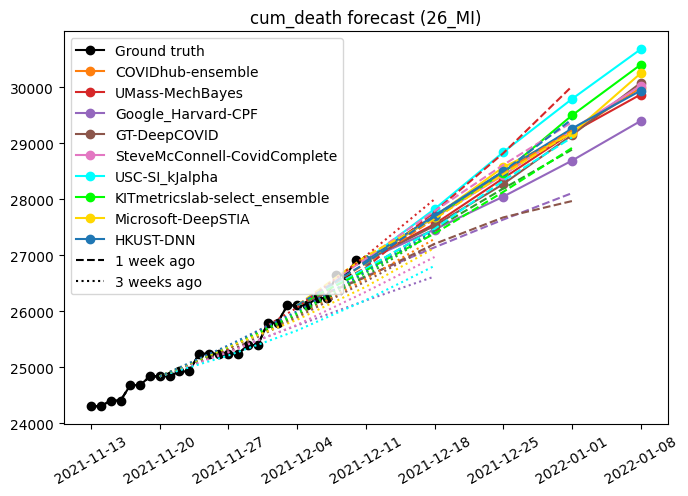 cum_death forecast (26_MI)
Ground truth
COVIDhub-ensemble
UMass-MechBayes
Google_Harvard-CPF
GT-DeepCOVID
SteveMcConnell-CovidComplete
USC-SI_kJalpha
KITmetricslab-select_ensemble
Microsoft-DeepSTIA
HKUST-DNN
1 week ago
3 weeks ago
30000
29000
28000
27000
26000
25000
24000
2021-11-13
2021-11-20
2021-11-27
2021-12-04
2021-12-11
2021-12-18
2021-12-25
2022-01-01
2022-01-08